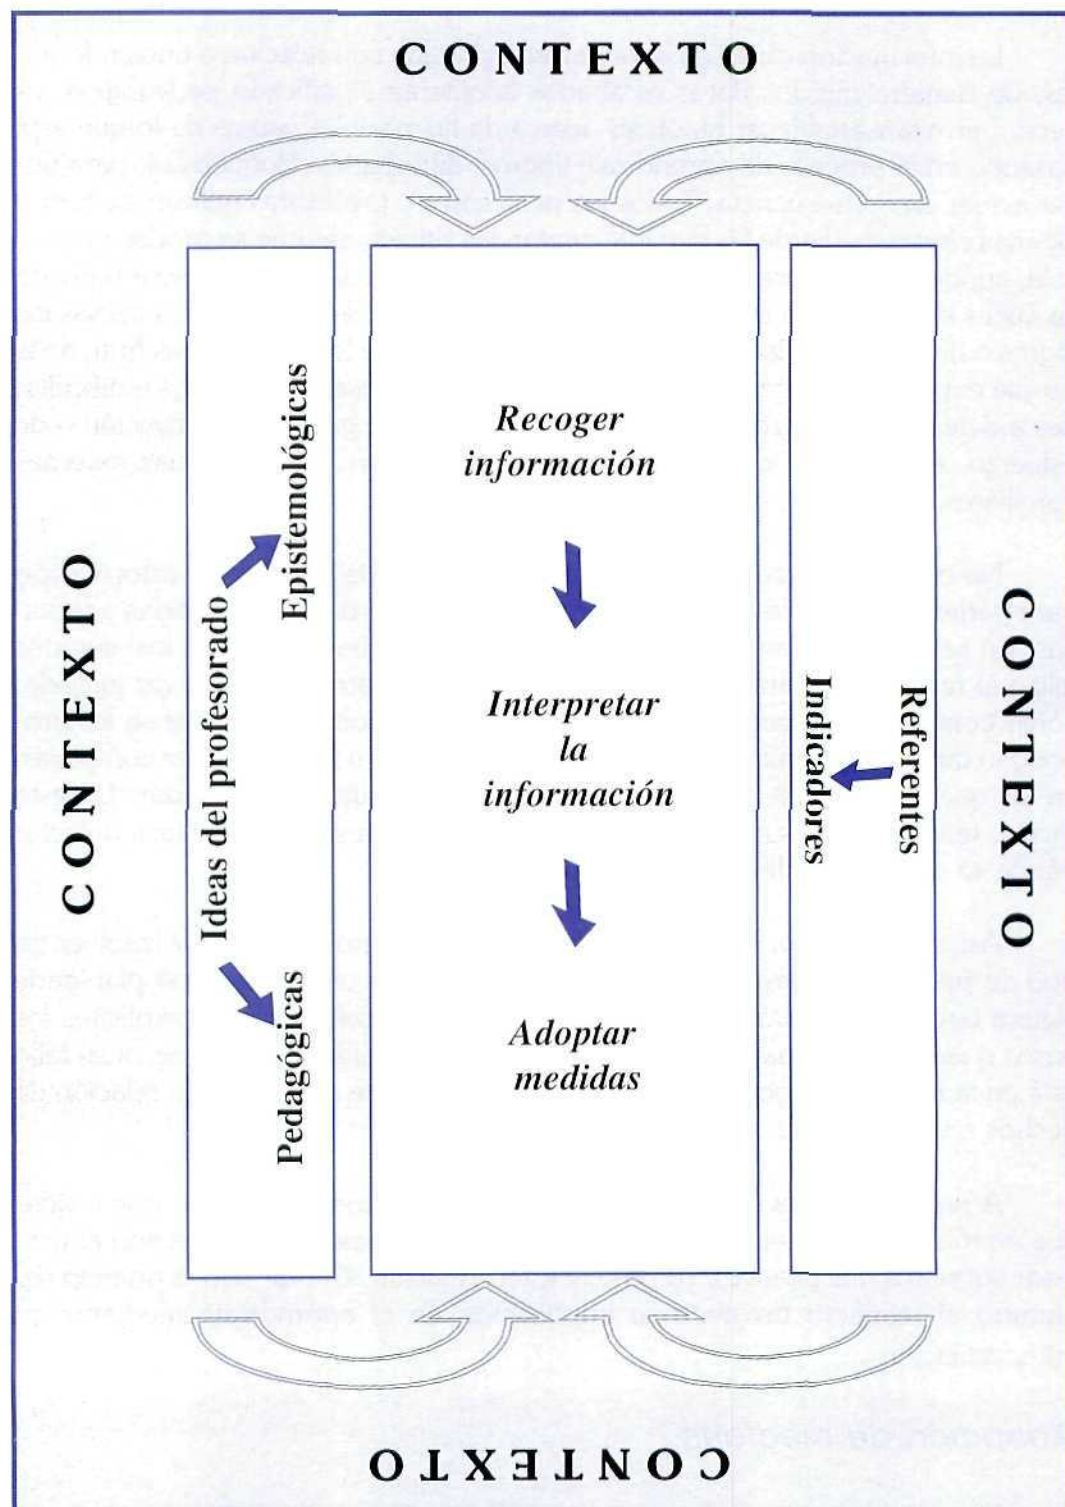 CONTEXTO
CONTEXTO
Ideas del profesorado
Epistemológicas
Pedagógicas
Recoger
información
Interpretar
la
información
Adoptar
medidas
Indicadores
Referentes
CONTEXTO
CONTEXTO